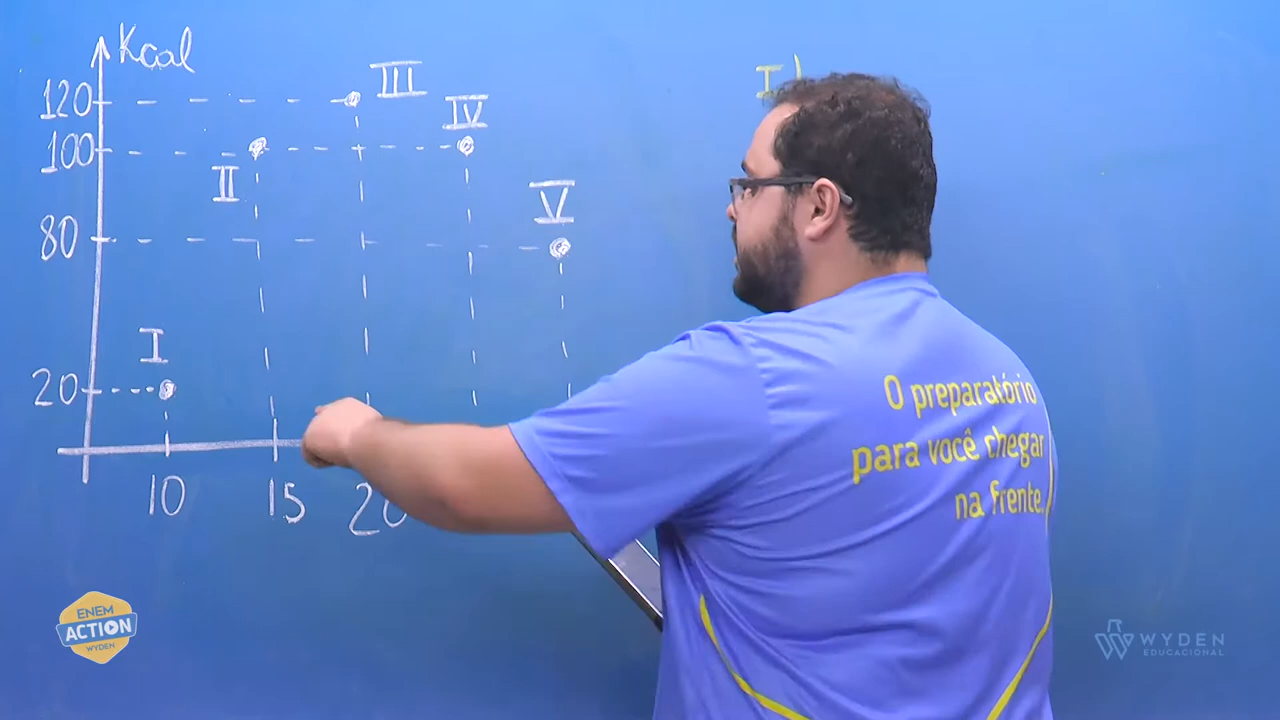 Kcal
120
III
IV
100
II
V
80
I
20
10 15 20
I)
O preparatório
para você chegar
na frente.
ENEM
ACTION
WYDEN
WYDEN
EDUCACIONAL